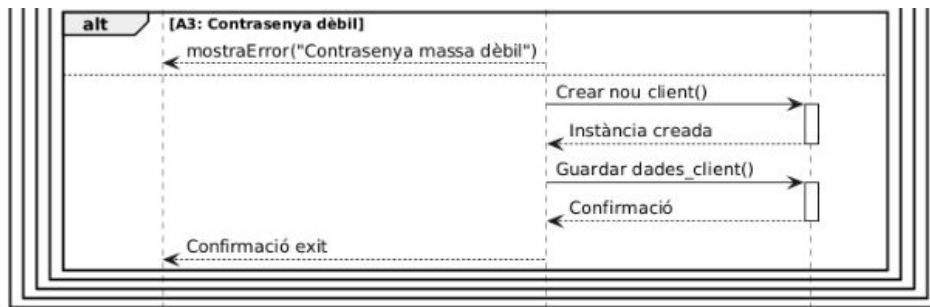 alt [A3: Contrasenya dèbil]
mostraError("Contrasenya massa dèbil")
Crear nou client()
Instància creada
Guardar dades_client()
Confirmació
Confirmació exit